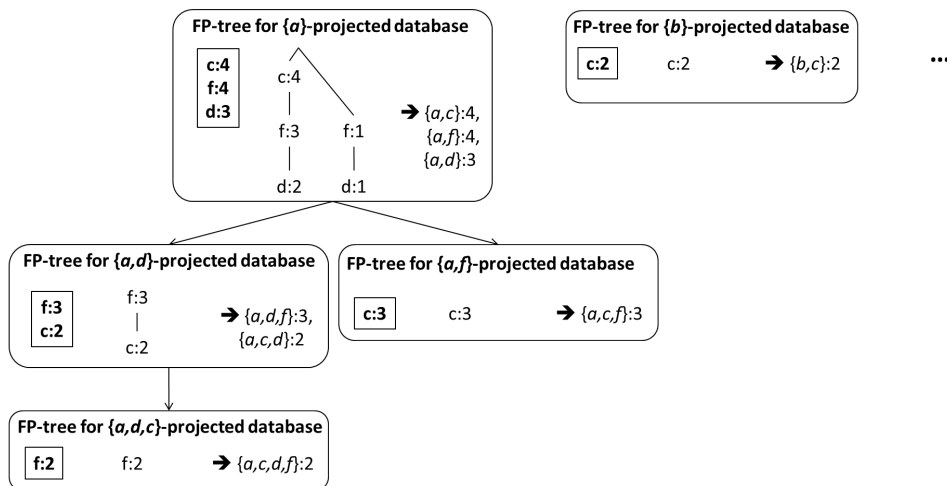 FP-tree for {a}-projected database
c:4
f:4
d:3
c:4
f:3
f:1
d:2
d:1
➔ {a,c}:4,
{a,f}:4,
{a,d}:3
FP-tree for {b}-projected database
c:2
c:2
➔ {b,c}:2
...
FP-tree for {a,d}-projected database
f:3
c:2
f:3
c:2
➔ {a,d,f}:3,
{a,c,d}:2
FP-tree for {a,f}-projected database
c:3
c:3
➔ {a,c,f}:3
FP-tree for {a,d,c}-projected database
f:2
f:2
➔ {a,c,d,f}:2